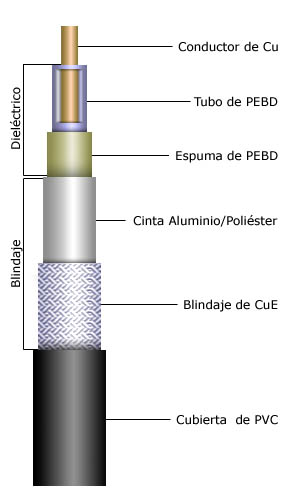 Conductor de Cu
Dieléctrico
Tubo de PEBD
Espuma de PEBD
Blindaje
Cinta Aluminio/Poliéster
Blindaje de CuE
Cubierta de PVC